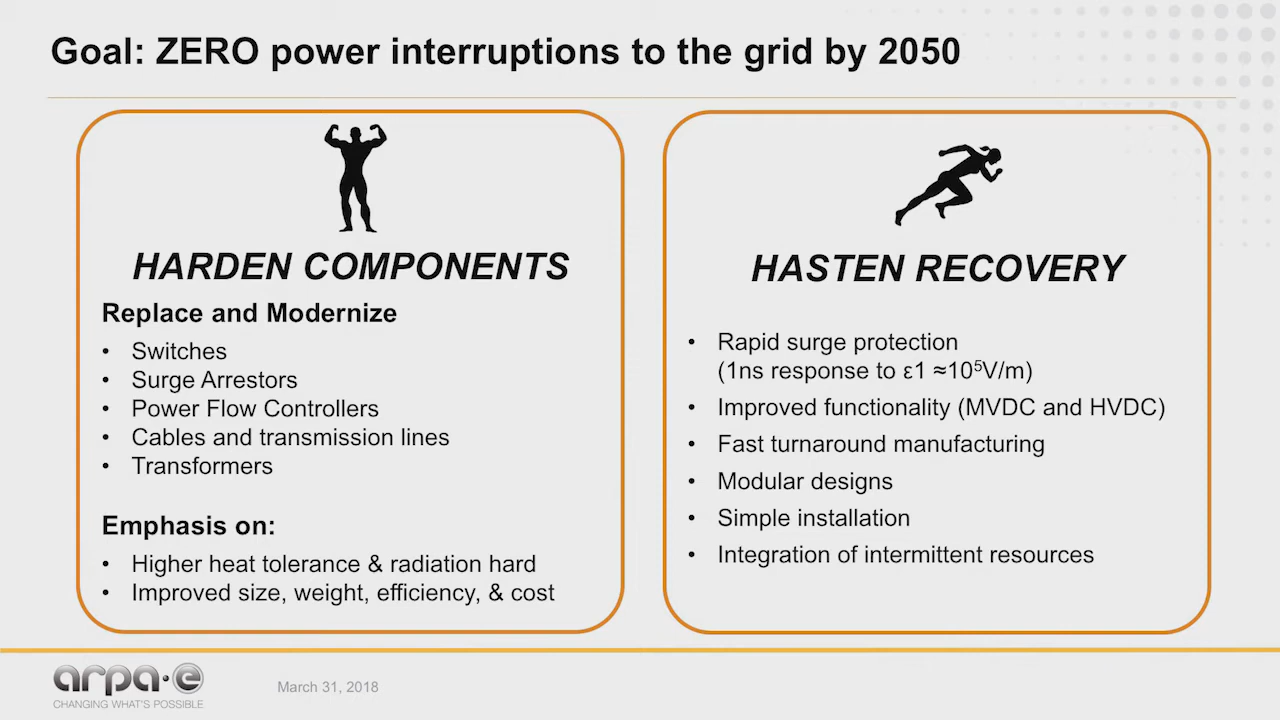 Goal: ZERO power interruptions to the grid by 2050
HARDEN COMPONENTS
Replace and Modernize
• Switches
• Surge Arrestors
• Power Flow Controllers
• Cables and transmission lines
• Transformers
Emphasis on:
• Higher heat tolerance & radiation hard
• Improved size, weight, efficiency, & cost
HASTEN RECOVERY
• Rapid surge protection
(1ns response to ε1 ≈10⁵V/m)
• Improved functionality (MVDC and HVDC)
• Fast turnaround manufacturing
• Modular designs
• Simple installation
• Integration of intermittent resources
arpa·e
CHANGING WHAT'S POSSIBLE
March 31, 2018